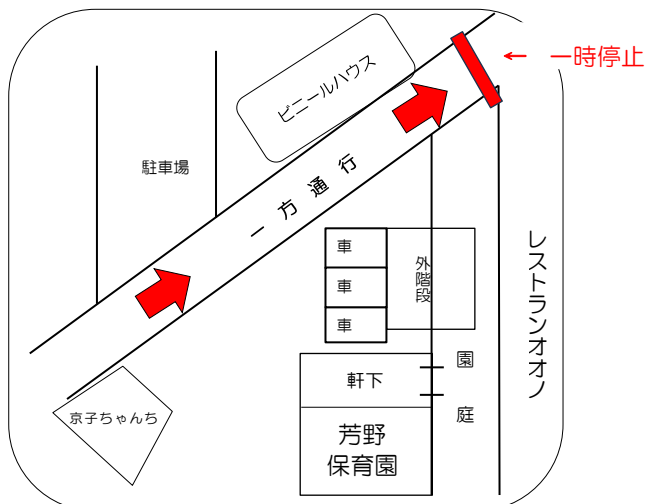 ← 一時停止
ビニールハウス
駐車場
一方通行
車
車
車
外階段
レストランオオノ
園庭
軒下
京子ちゃんち
芳野
保育園